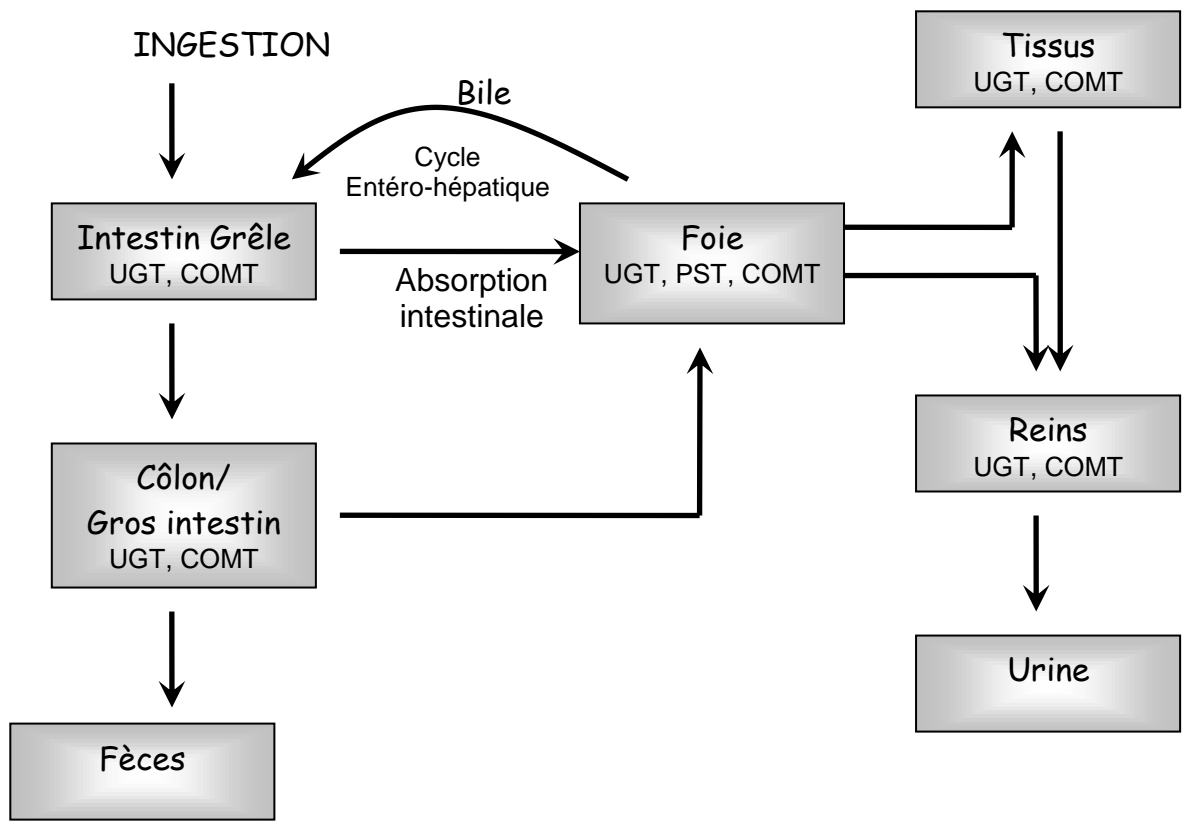 INGESTION
Bile
Cycle
Entéro-hépatique
Tissus
UGT, COMT
Intestin Grêle
UGT, COMT
Absorption
intestinale
Foie
UGT, PST, COMT
Côlon/
Gros intestin
UGT, COMT
Reins
UGT, COMT
Fèces
Urine